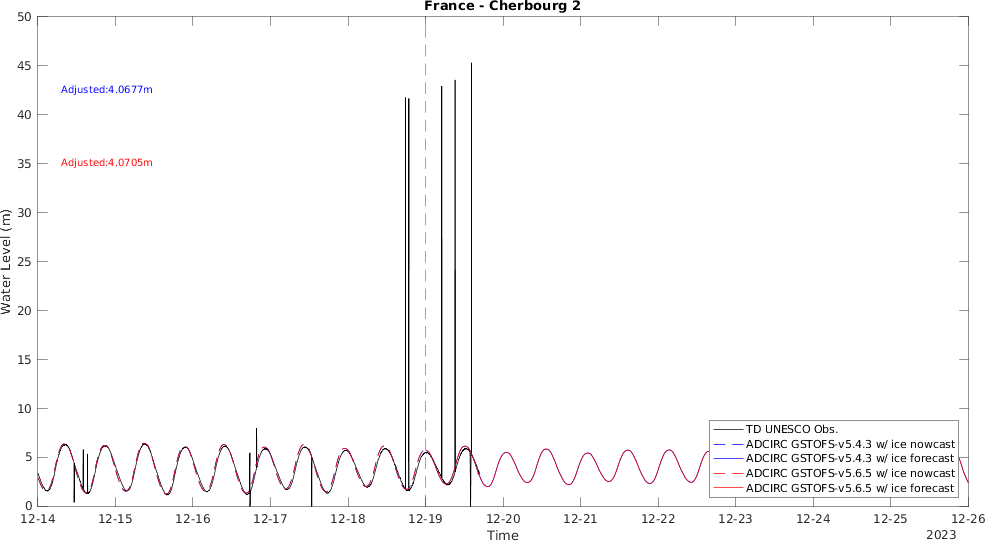 France - Cherbourg 2
50
45
40
35
30
25
20
15
10
5
0
Water Level (m)
Adjusted:4.0677m
Adjusted:4.0705m
TD UNESCO Obs.
ADCIRC GSTOFS-v5.4.3 w/ ice nowcast
ADCIRC GSTOFS-v5.4.3 w/ ice forecast
ADCIRC GSTOFS-v5.6.5 w/ ice nowcast
ADCIRC GSTOFS-v5.6.5 w/ ice forecast
12-14 12-15 12-16 12-17 12-18 12-19 12-20 12-21 12-22 12-23 12-24 12-25 12-26
Time
2023